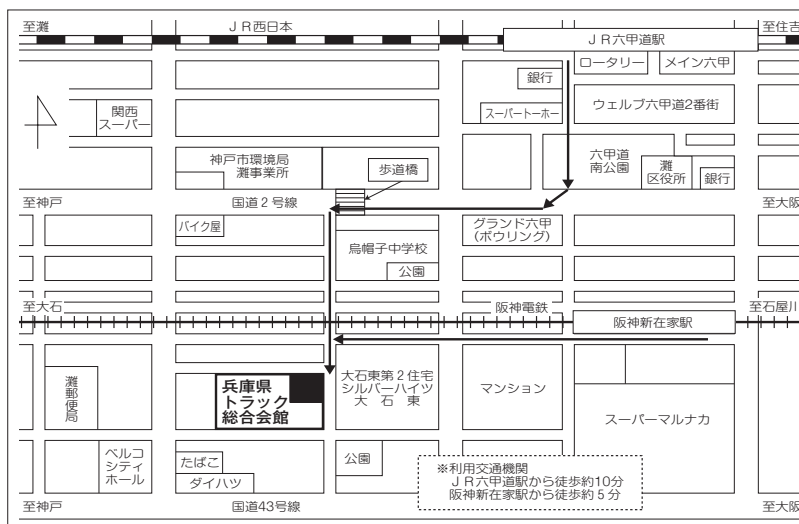 至灘
ＪＲ西日本
ＪＲ六甲道駅
至住吉
ロータリー
メイン六甲
銀行
関西
スーパー
スーパートーホー
ウェルブ六甲道2番街
神戸市環境局
灘事業所
歩道橋
六甲道
南公園
灘
区役所
銀行
至神戸
国道２号線
至大阪
バイク屋
グランド六甲
(ボウリング)
烏帽子中学校
公園
至大石
阪神電鉄
至石屋川
阪神新在家駅
灘郵便局
兵庫県
トラック
総合会館
大石東第２住宅
シルバーハイツ
大石東
マンション
スーパーマルナカ
ベルコ
シティ
ホール
たばこ
ダイハツ
公園
※利用交通機関
ＪＲ六甲道駅から徒歩約10分
阪神新在家駅から徒歩約５分
至神戸
国道43号線
至大阪